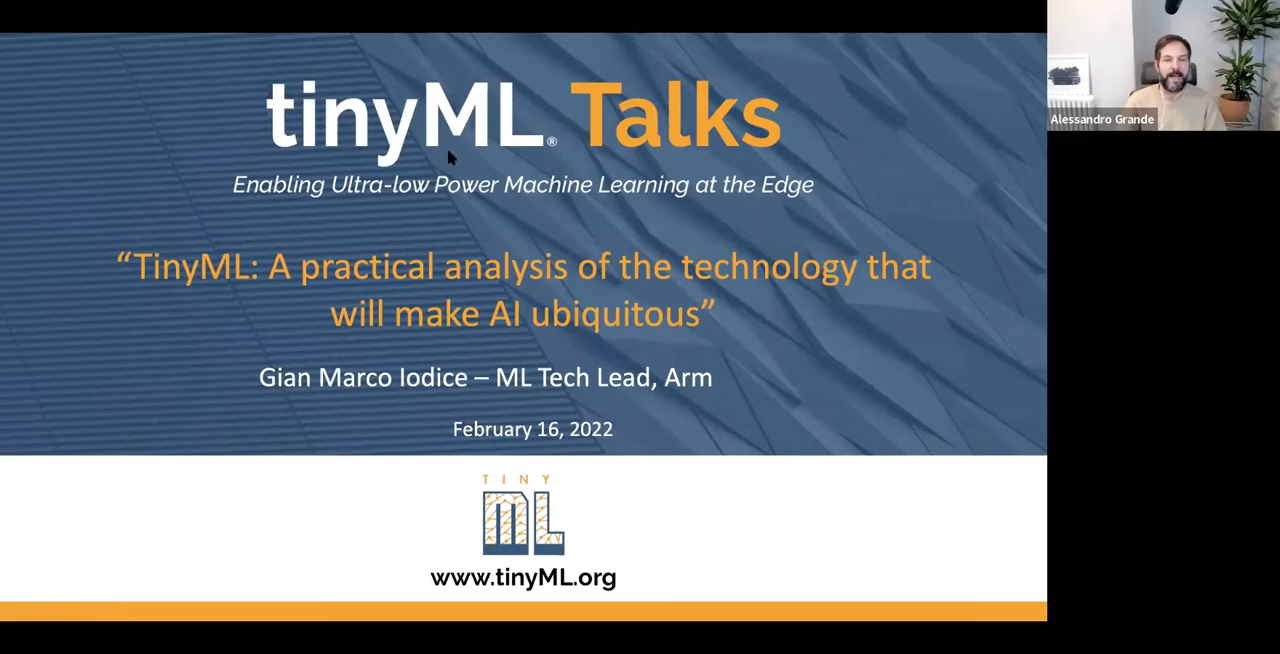 tinyML® Talks
Enabling Ultra-low Power Machine Learning at the Edge
“TinyML: A practical analysis of the technology that
will make AI ubiquitous”
Gian Marco Iodice – ML Tech Lead, Arm
February 16, 2022
TINY
ML
www.tinyML.org
Alessandro Grande